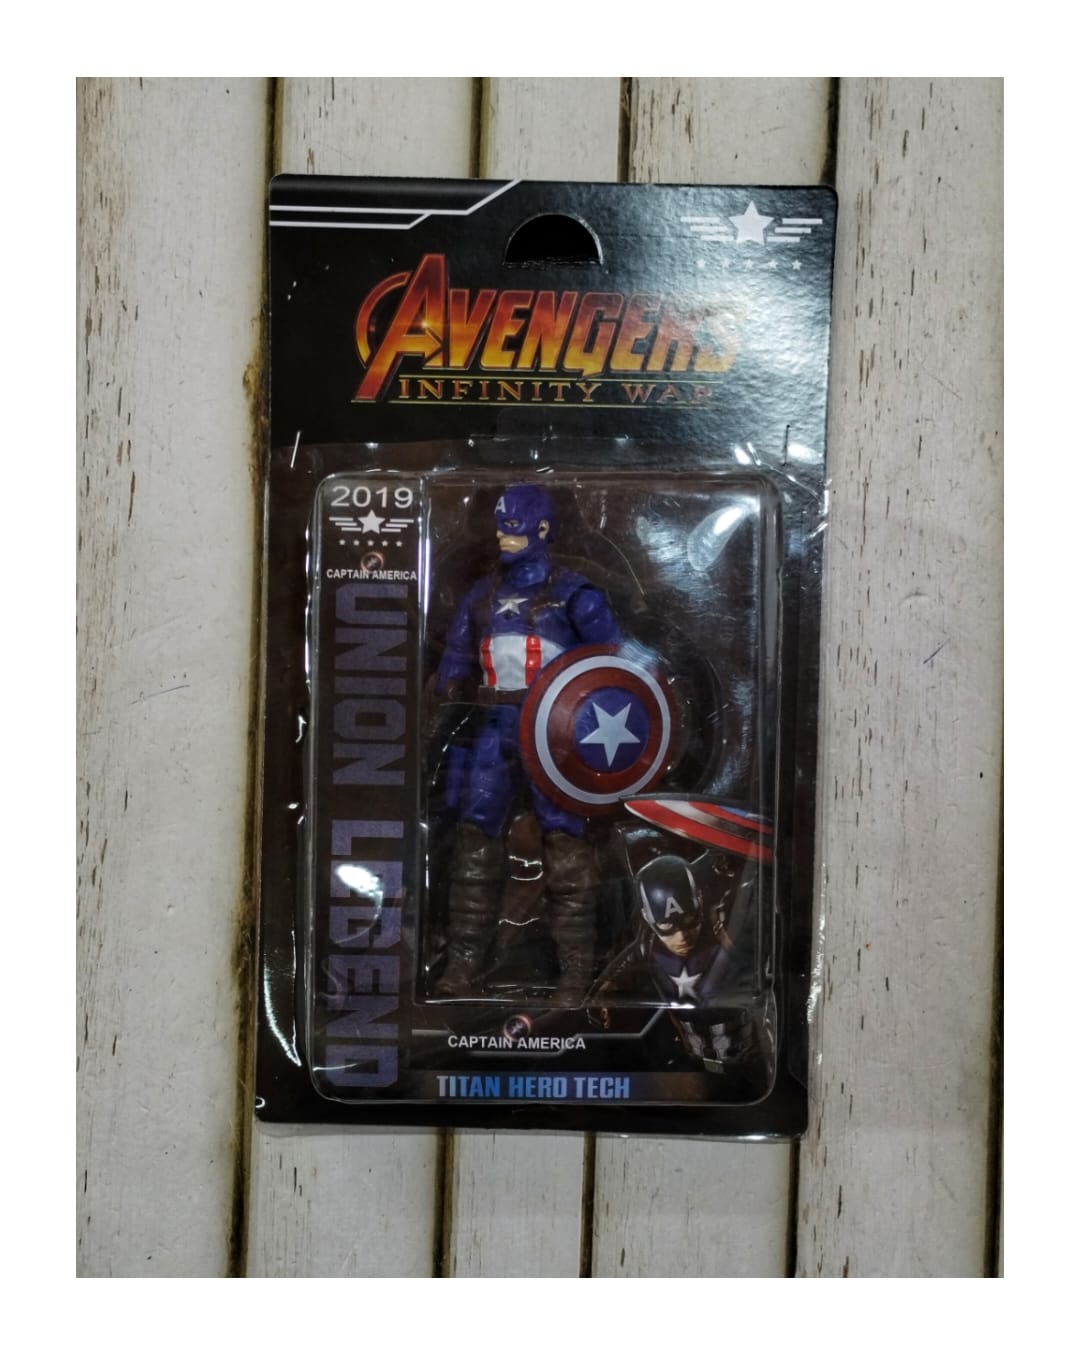 AVENGERS
INFINITY WAR
2019
A
CAPTAIN AMERICA
UNION LEGEND
A
CAPTAIN AMERICA
TITAN HERO TECH